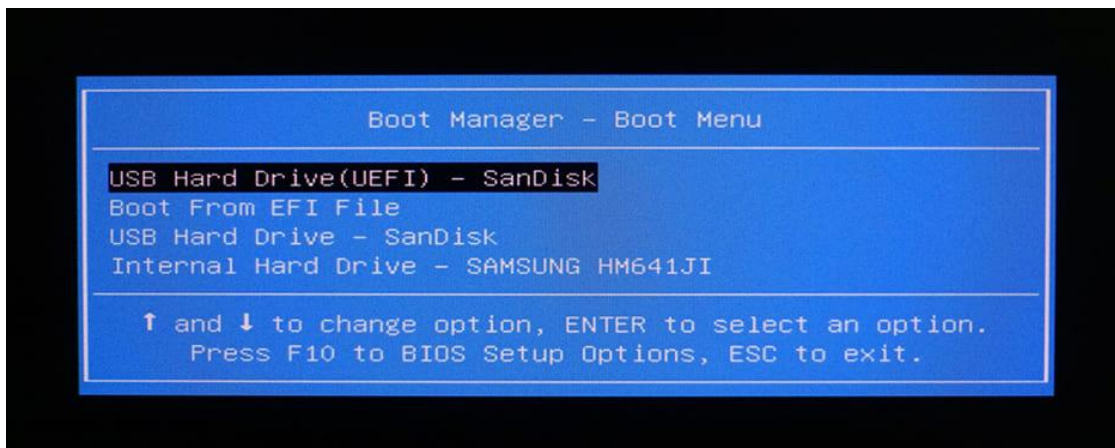 Boot Manager – Boot Menu
USB Hard Drive(UEFI) – SanDisk
Boot From EFI File
USB Hard Drive – SanDisk
Internal Hard Drive – SAMSUNG HM641JI
↑ and ↓ to change option, ENTER to select an option.
Press F10 to BIOS Setup Options, ESC to exit.